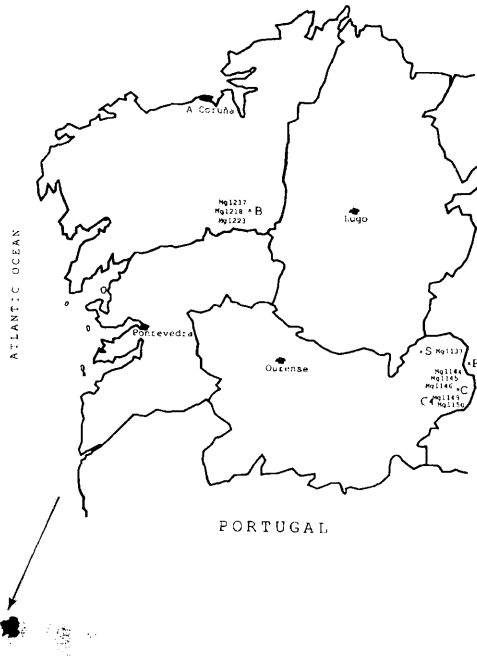 A Coruña
Mg1217
Mg1218 B
Mg1223
Lugo
ATLANTIC OCEAN
Pontevedra
Ourense
S Mg1137
Mg1144
Mg1145
Mg1146 C
C Mg1149
Mg1150
PORTUGAL